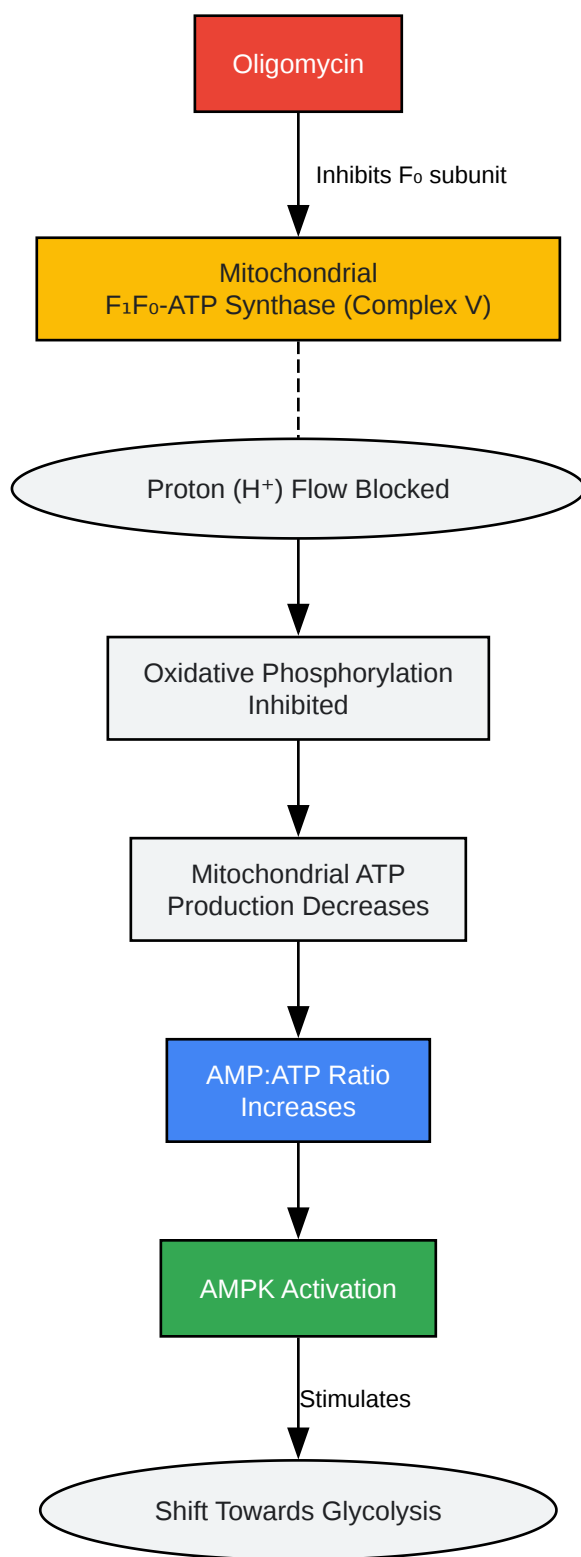 Oligomycin
Inhibits F₀ subunit
Mitochondrial
F₁F₀-ATP Synthase (Complex V)
Proton (H⁺) Flow Blocked
Oxidative Phosphorylation
Inhibited
Mitochondrial ATP
Production Decreases
AMP:ATP Ratio
Increases
AMPK Activation
Stimulates
Shift Towards Glycolysis